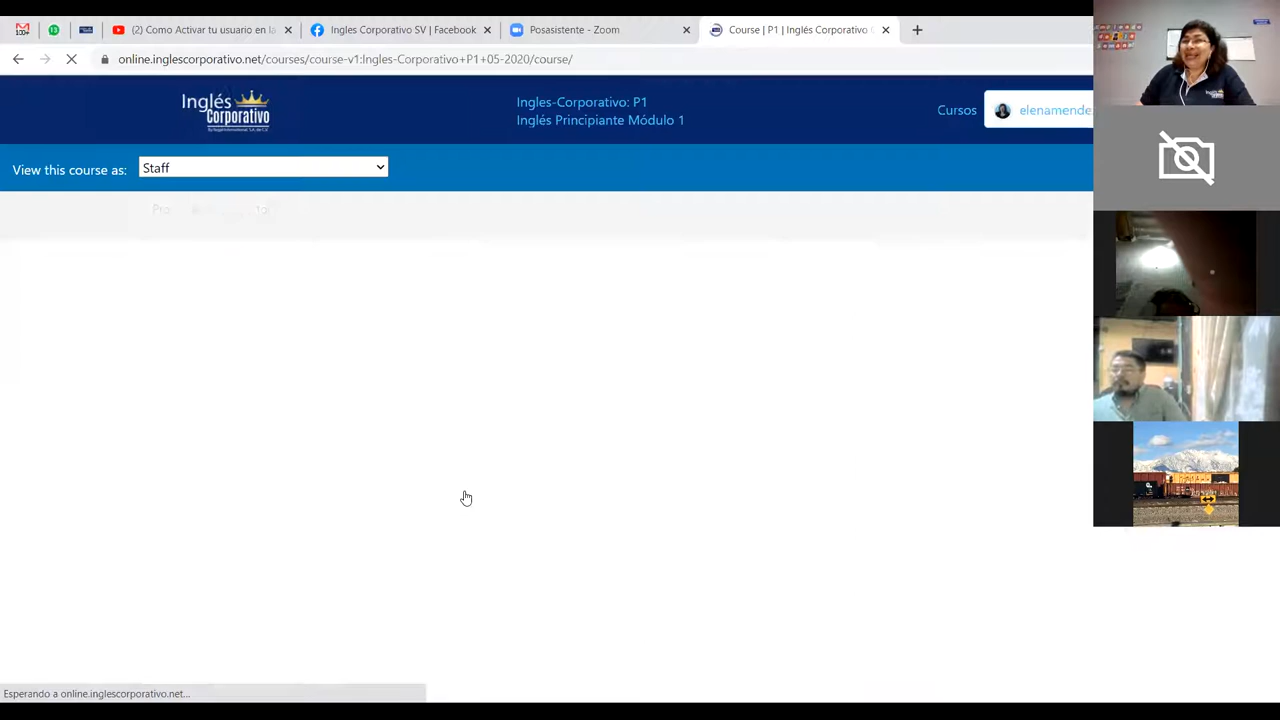 100+
13
(2) Como Activar tu usuario en la
Ingles Corporativo SV | Facebook
Posasistente - Zoom
Course | P1 | Inglés Corporativo
online.inglescorporativo.net/courses/course-v1:Ingles-Corporativo+P1+05-2020/course/
Inglés
Corporativo
Ingles-Corporativo: P1
Inglés Principiante Módulo 1
Cursos
elenamende
View this course as:
Staff
Esperando a online.inglescorporativo.net...